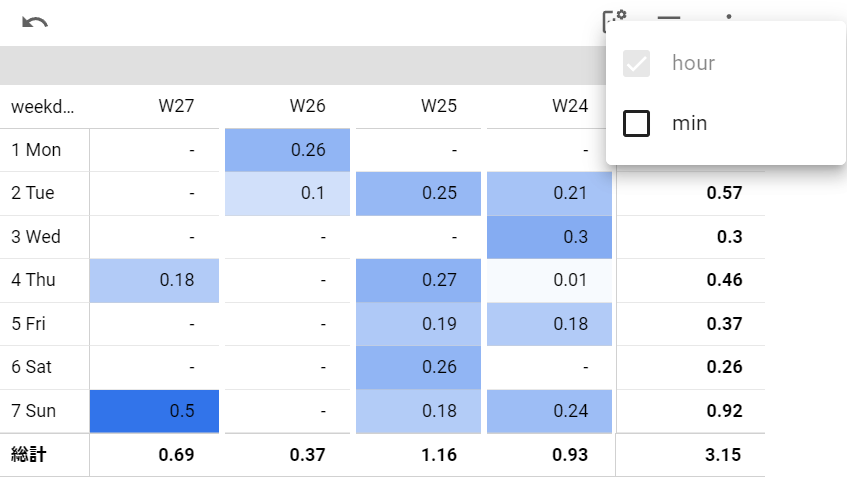 hour
min
weekd... W27 W26 W25 W24
1 Mon - 0.26 - -
2 Tue - 0.1 0.25 0.21 0.57
3 Wed - - - 0.3 0.3
4 Thu 0.18 - 0.27 0.01 0.46
5 Fri - - 0.19 0.18 0.37
6 Sat - - 0.26 - 0.26
7 Sun 0.5 - 0.18 0.24 0.92
総計 0.69 0.37 1.16 0.93 3.15